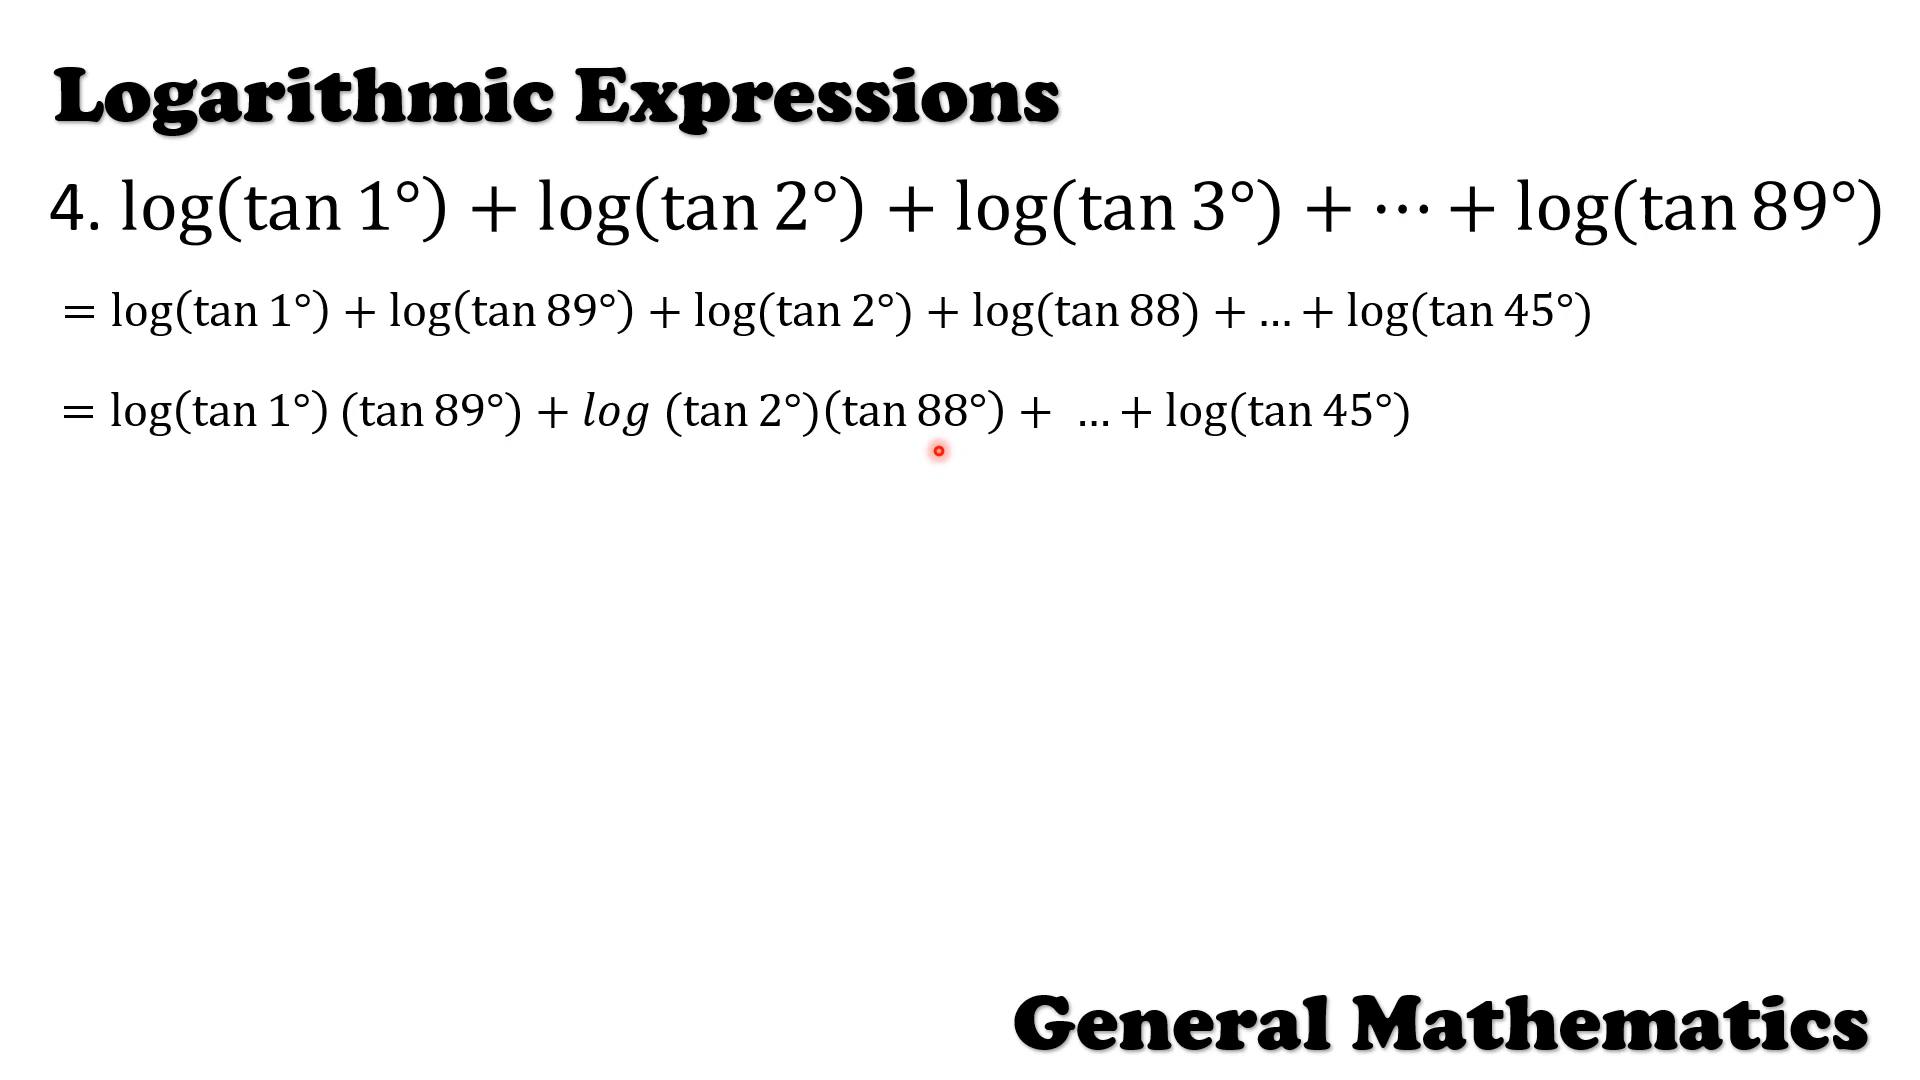 Logarithmic Expressions
4. log(tan 1°) + log(tan 2°) + log(tan 3°) + ⋯ + log(tan 89°)
= log(tan 1°) + log(tan 89°) + log(tan 2°) + log(tan 88) + … + log(tan 45°)
= log(tan 1°) (tan 89°) + log (tan 2°)(tan 88°) + … + log(tan 45°)
General Mathematics